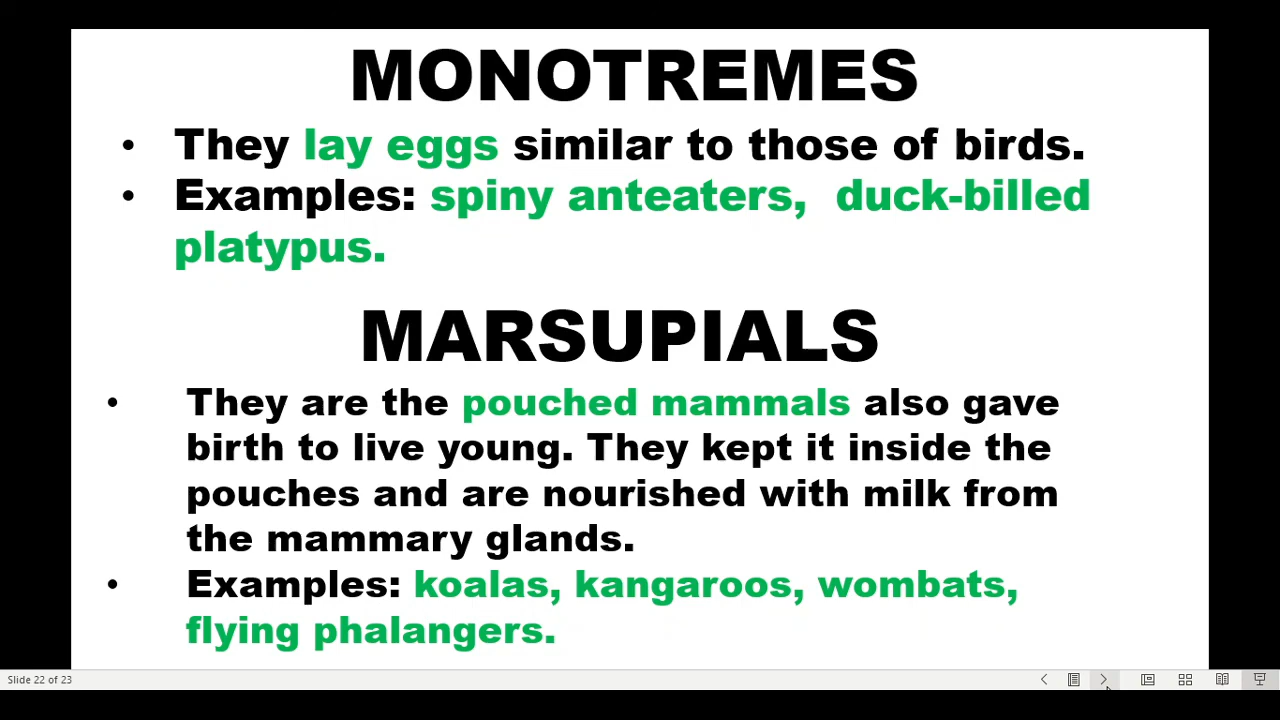 MONOTREMES
• They lay eggs similar to those of birds.
• Examples: spiny anteaters, duck-billed
platypus.
MARSUPIALS
• They are the pouched mammals also gave
birth to live young. They kept it inside the
pouches and are nourished with milk from
the mammary glands.
• Examples: koalas, kangaroos, wombats,
flying phalangers.
Slide 22 of 23